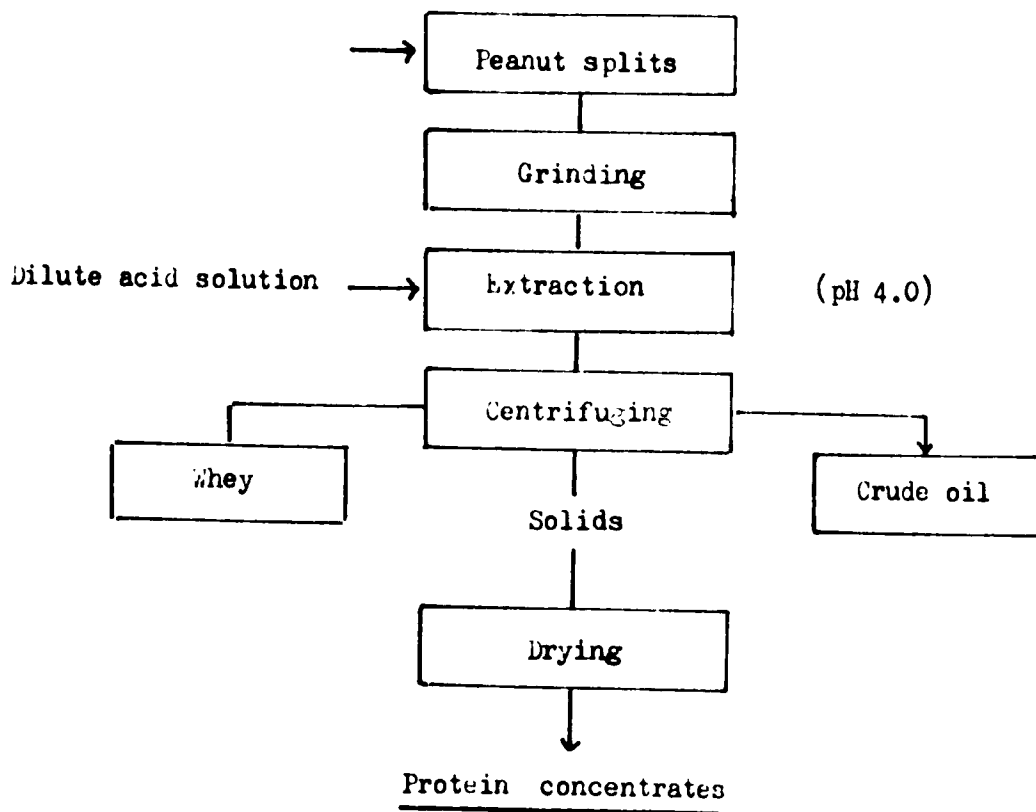 Peanut splits
Grinding
Dilute acid solution
Extraction
(pH 4.0)
Centrifuging
Whey
Crude oil
Solids
Drying
Protein concentrates